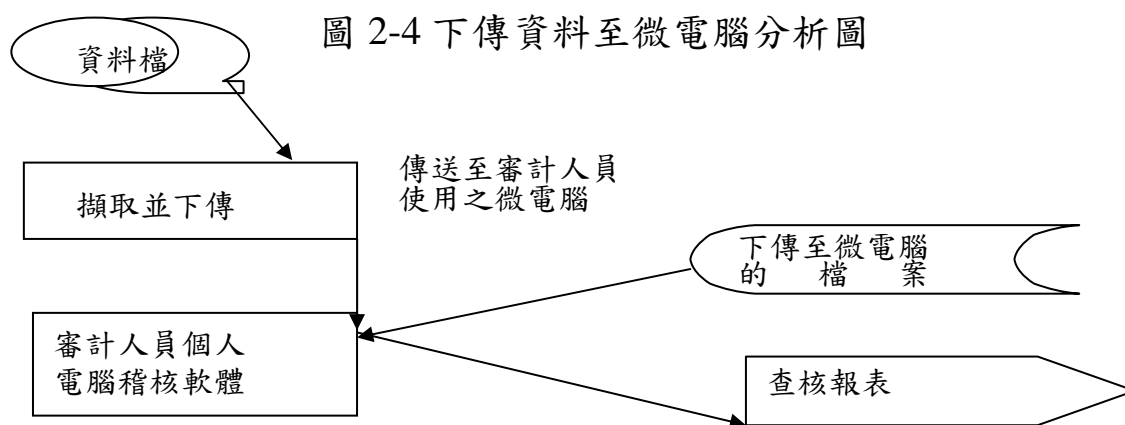 圖 2-4 下傳資料至微電腦分析圖
資料檔
擷取並下傳
傳送至審計人員
使用之微電腦
下傳至微電腦
的 檔 案
審計人員個人
電腦稽核軟體
查核報表